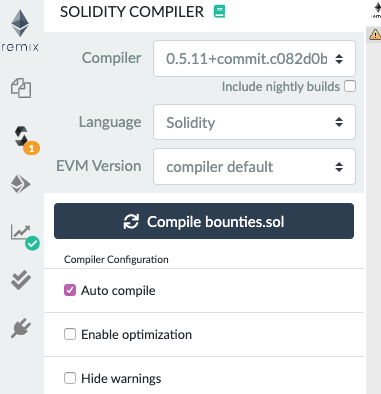 remix
SOLIDITY COMPILER
Compiler
0.5.11+commit.c082d0b
Include nightly builds
Language
Solidity
EVM Version
compiler default
1
Compile bounties.sol
Compiler Configuration
Auto compile
Enable optimization
Hide warnings